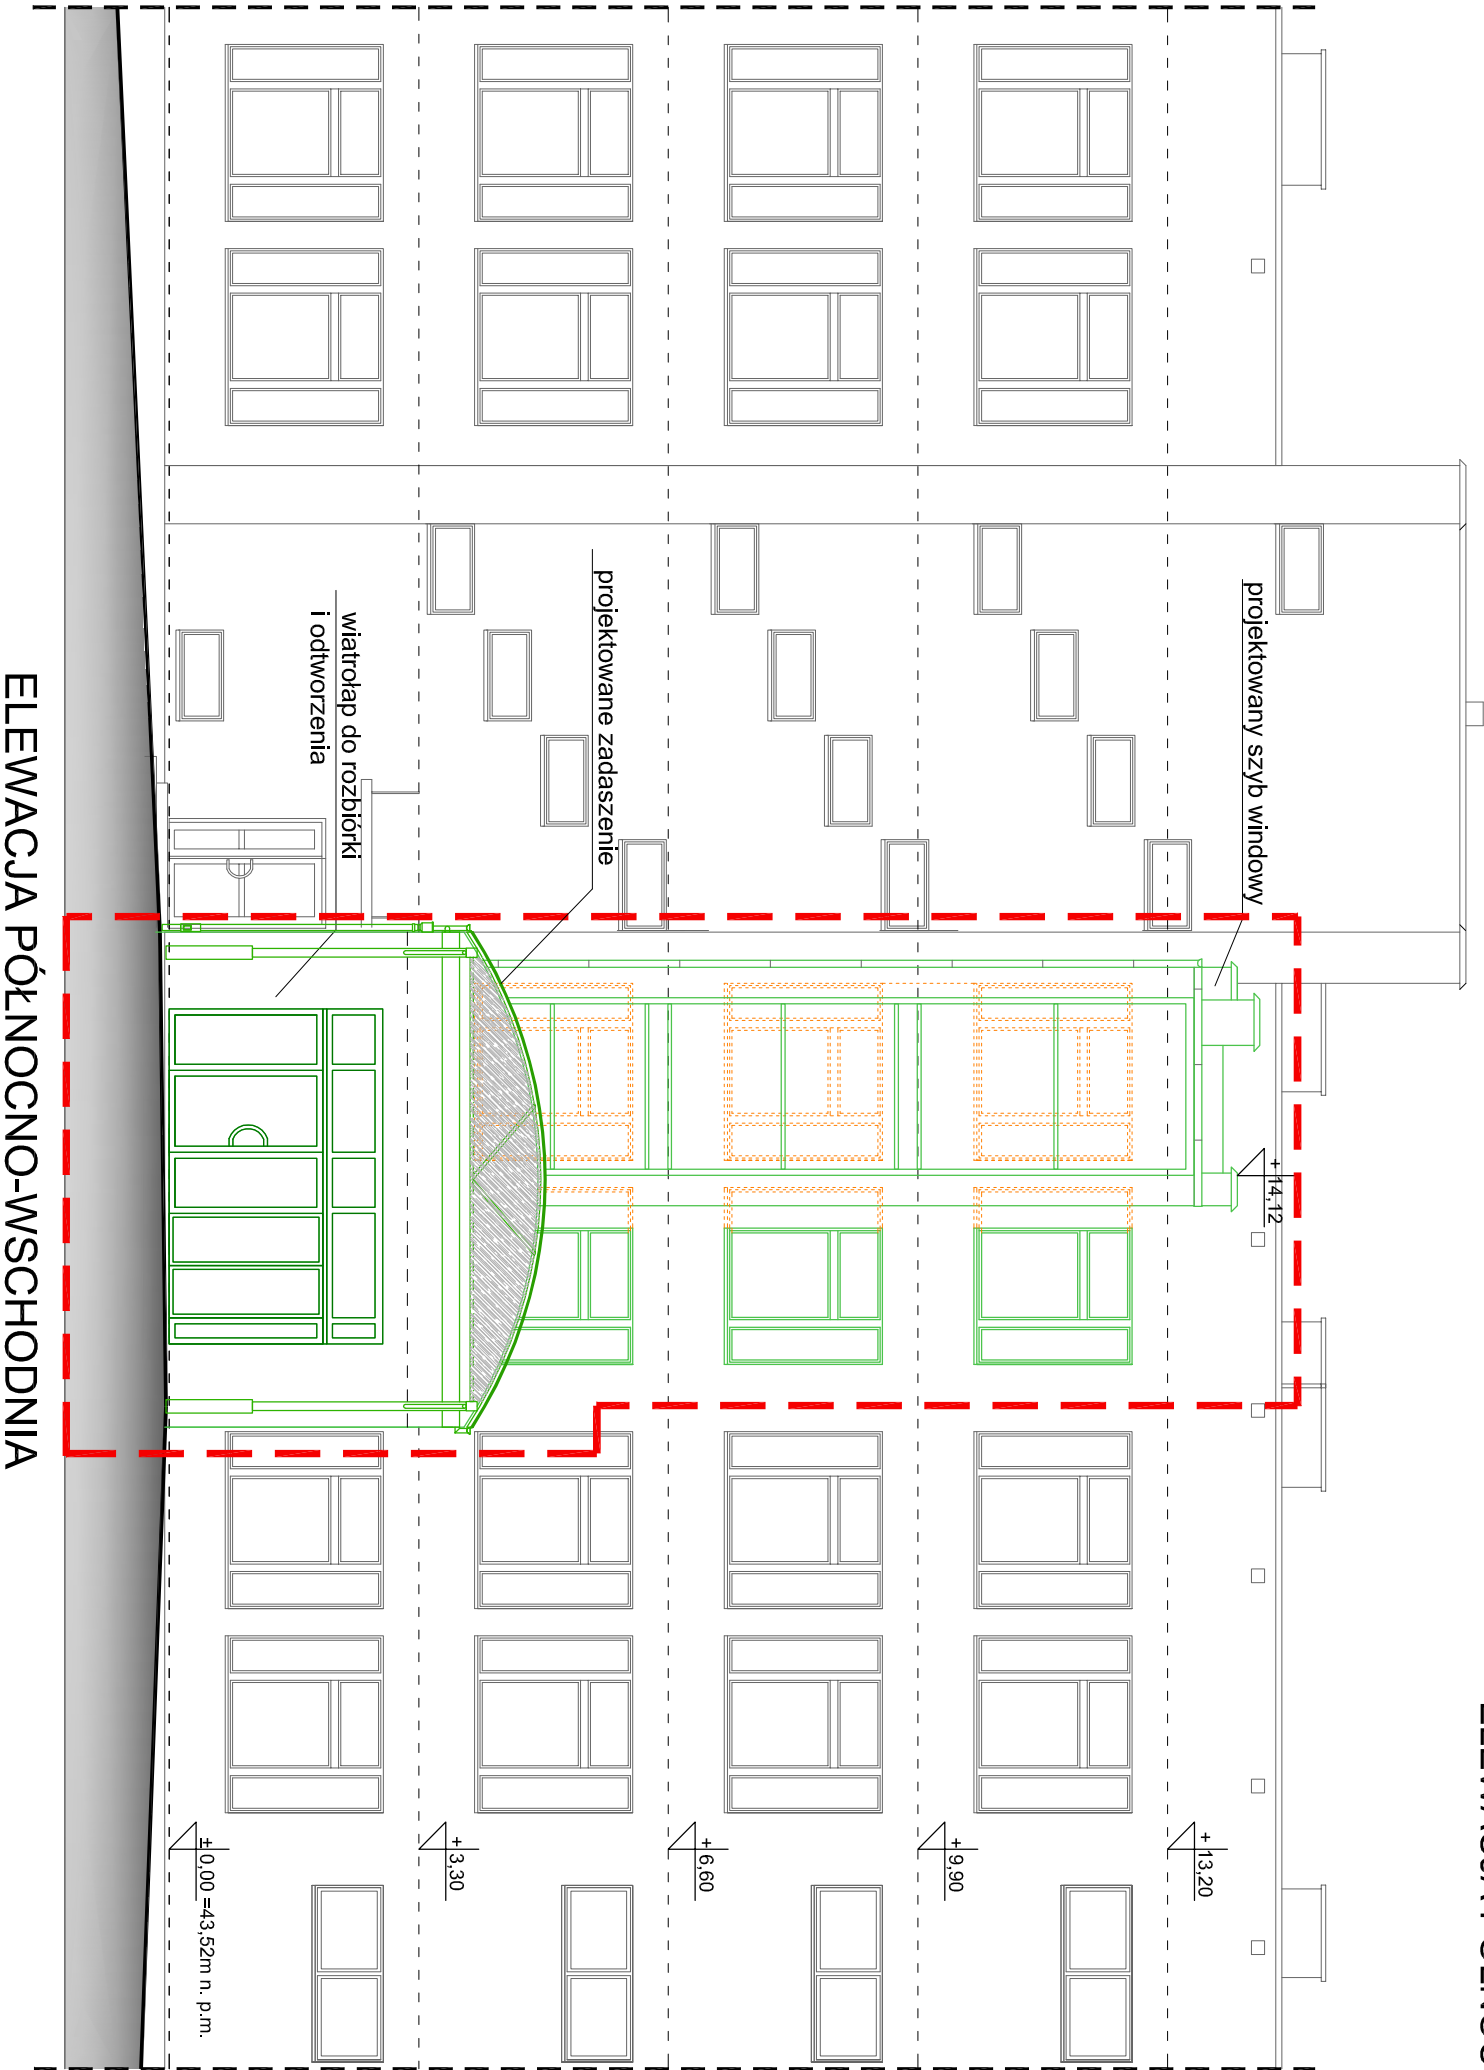 projektowany szyb windowy
projektowane zadaszenie
wiatrołap do rozbiórki
i odtworzenia
+14,12
+13,20
+9,90
+6,60
+3,30
±0,00 =43,52m n. p.m.
ELEWACJA PÓŁNOCNO-WSCHODNIA